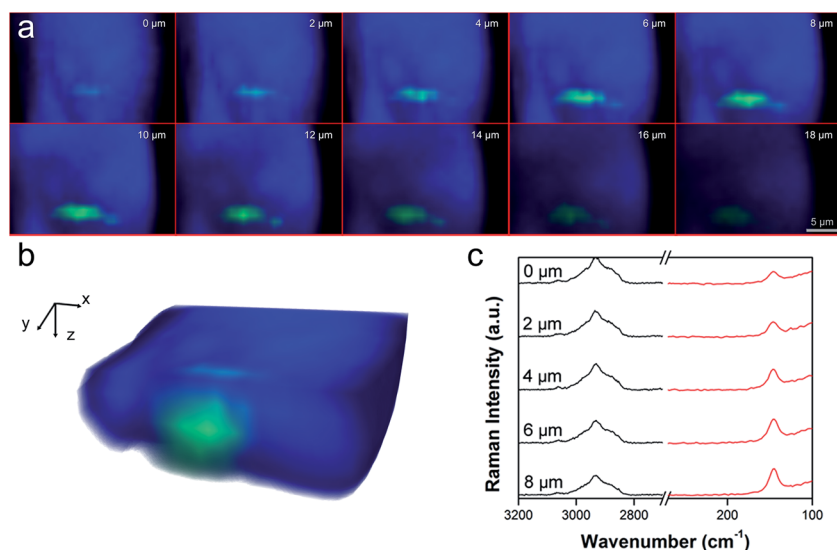 a
0 µm
2 µm
4 µm
6 µm
8 µm
10 µm
12 µm
14 µm
16 µm
18 µm
5 µm
b
x
y
z
c
Raman Intensity (a.u.)
0 µm
2 µm
4 µm
6 µm
8 µm
3200 3000 2800 200 100
Wavenumber (cm⁻¹)